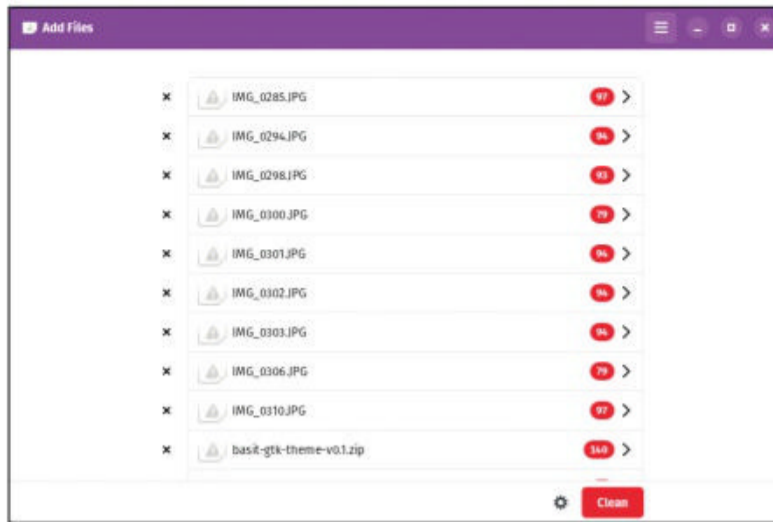 Add Files
IMG_0285.JPG 97
IMG_0294.JPG 94
IMG_0298.JPG 93
IMG_0300.JPG 79
IMG_0301.JPG 94
IMG_0302.JPG 94
IMG_0303.JPG 94
IMG_0306.JPG 79
IMG_0310.JPG 97
basit-gtk-theme-v0.1.zip 140
Clean